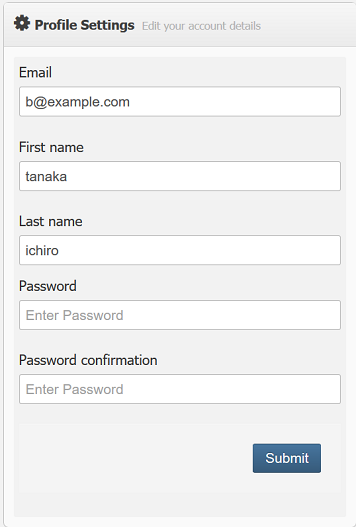 Profile Settings Edit your account details
Email
b@example.com
First name
tanaka
Last name
ichiro
Password
Enter Password
Password confirmation
Enter Password
Submit